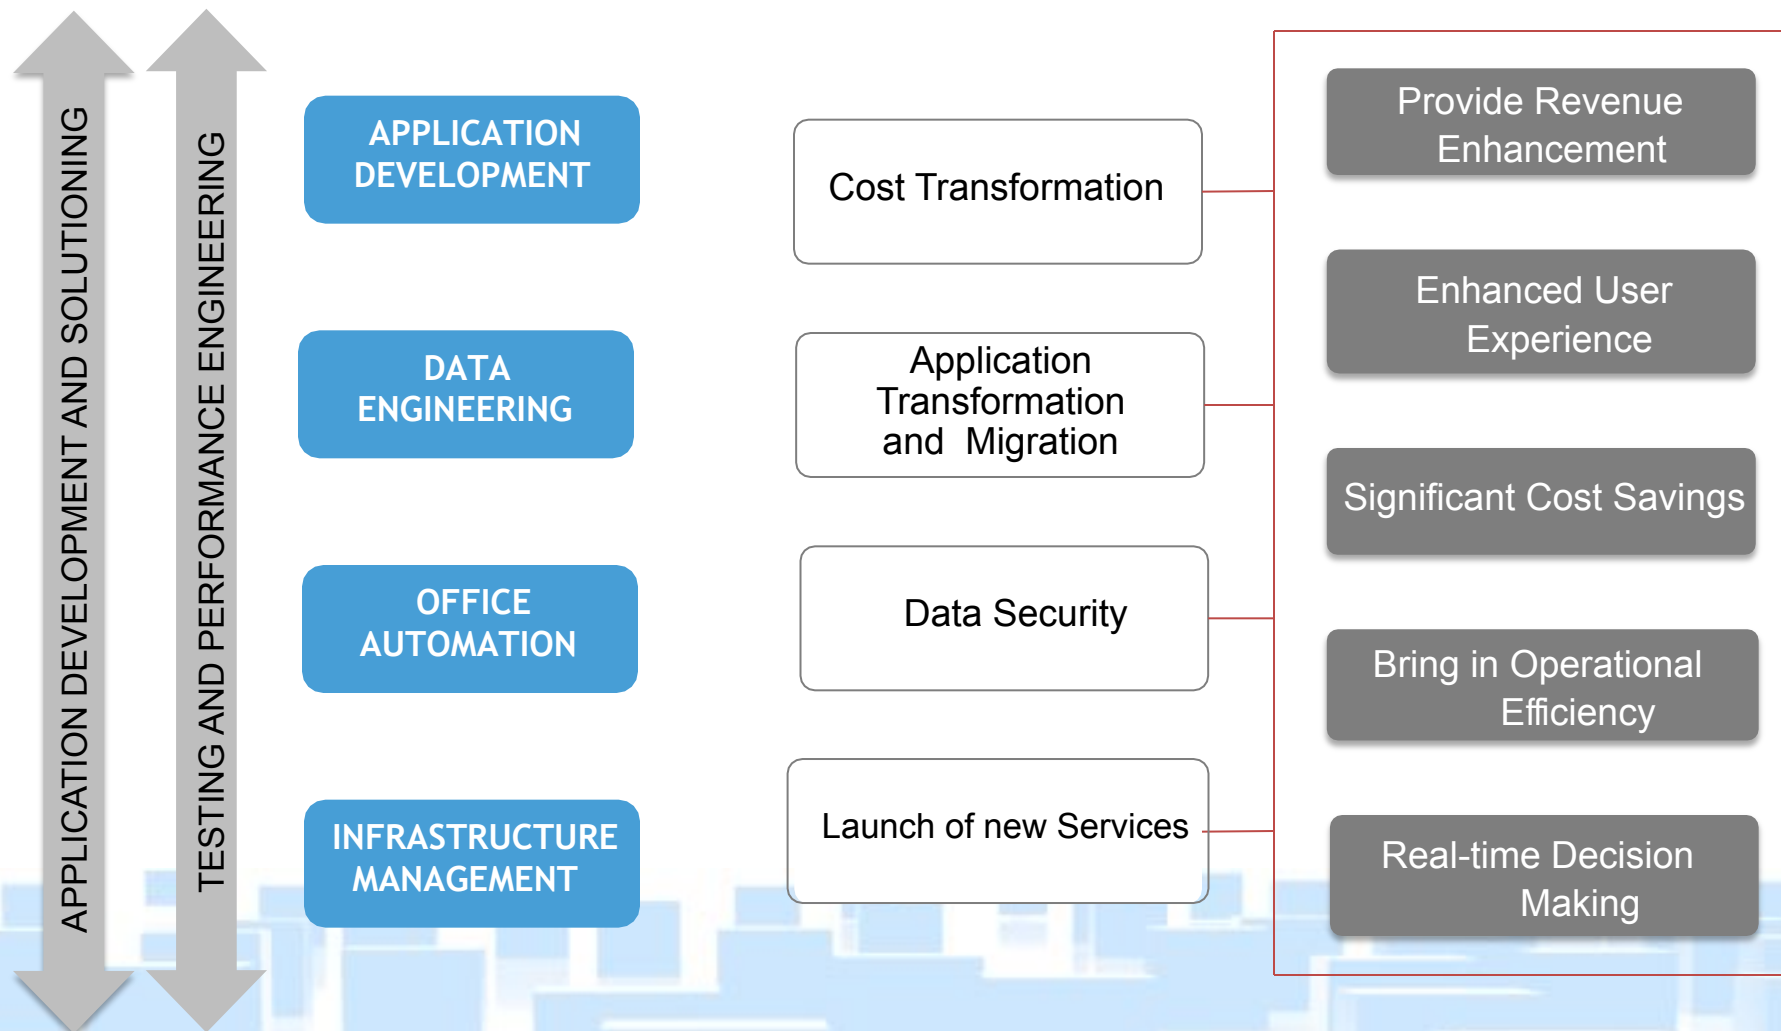 APPLICATION DEVELOPMENT AND SOLUTIONING
TESTING AND PERFORMANCE ENGINEERING
APPLICATION
DEVELOPMENT
DATA
ENGINEERING
OFFICE
AUTOMATION
INFRASTRUCTURE
MANAGEMENT
Cost Transformation
Application
Transformation
and  Migration
Data Security
Launch of new Services
Provide Revenue
Enhancement
Enhanced User
Experience
Significant Cost Savings
Bring in Operational
Efficiency
Real-time Decision
Making